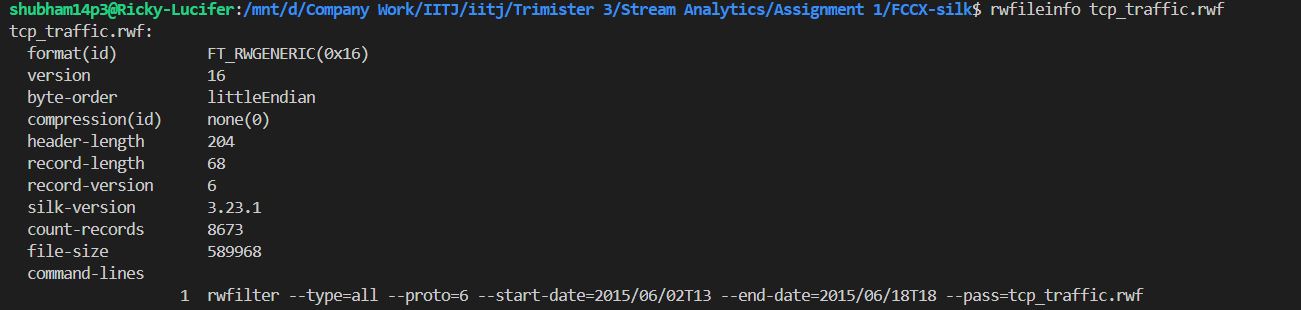 shubham14p3@Ricky-Lucifer:/mnt/d/Company Work/IITJ/iitj/Trimister 3/Stream Analytics/Assignment 1/FCCX-silk$ rwfileinfo tcp_traffic.rwf
tcp_traffic.rwf:
  format(id)          FT_RWGENERIC(0x16)
  version             16
  byte-order          littleEndian
  compression(id)     none(0)
  header-length       204
  record-length       68
  record-version      6
  silk-version        3.23.1
  count-records       8673
  file-size           589968
  command-lines
                   1  rwfilter --type=all --proto=6 --start-date=2015/06/02T13 --end-date=2015/06/18T18 --pass=tcp_traffic.rwf